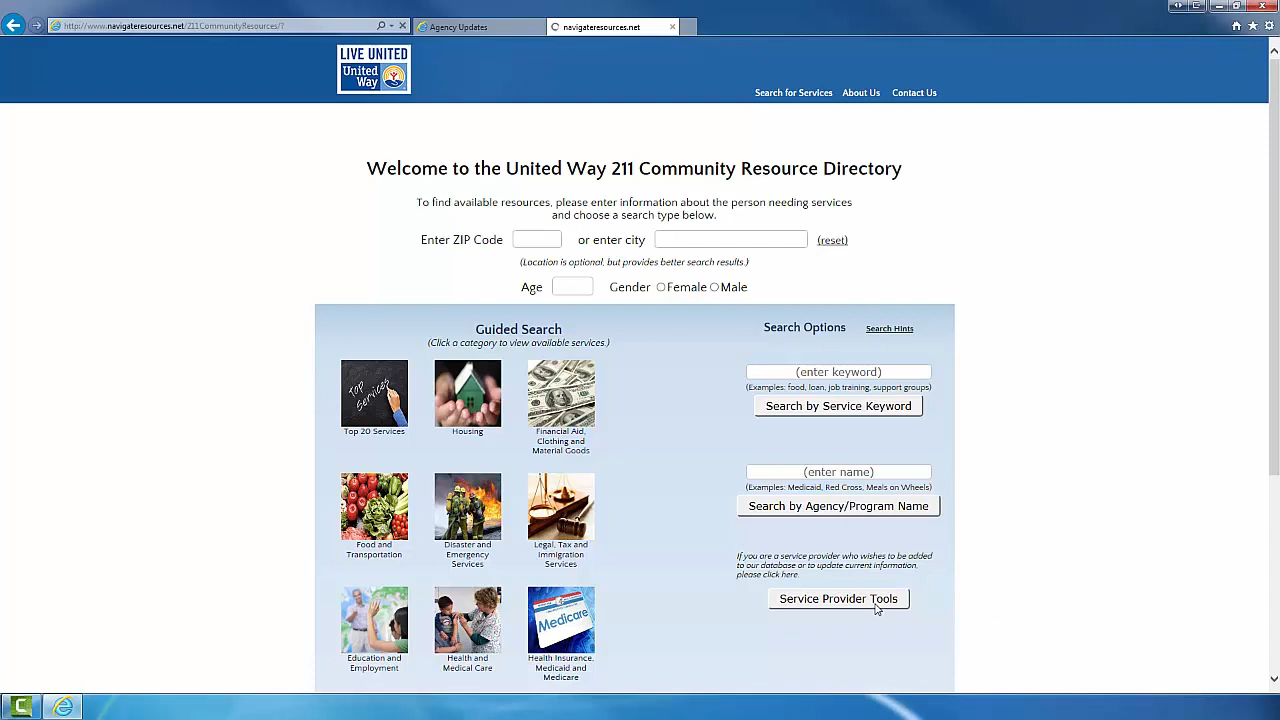 http://www.navigateresources.net/211CommunityResources/?
Agency Updates
navigateresources.net
LIVE UNITED
United
Way
Search for Services
About Us
Contact Us
Welcome to the United Way 211 Community Resource Directory
To find available resources, please enter information about the person needing services
and choose a search type below.
Enter ZIP Code
or enter city
(reset)
(Location is optional, but provides better search results.)
Age
Gender
Female
Male
Guided Search
(Click a category to view available services.)
Search Options
Search Hints
Top Services
Top 20 Services
Housing
Financial Aid,
Clothing and
Material Goods
(enter keyword)
(Examples: food, loan, job training, support groups)
Search by Service Keyword
Food and
Transportation
Disaster and
Emergency
Services
Legal, Tax and
Immigration
Services
(enter name)
(Examples: Medicaid, Red Cross, Meals on Wheels)
Search by Agency/Program Name
If you are a service provider who wishes to be added
to our database or to update current information,
please click here.
Service Provider Tools
Education and
Employment
Health and
Medical Care
Medicare
Health Insurance,
Medicaid and
Medicare